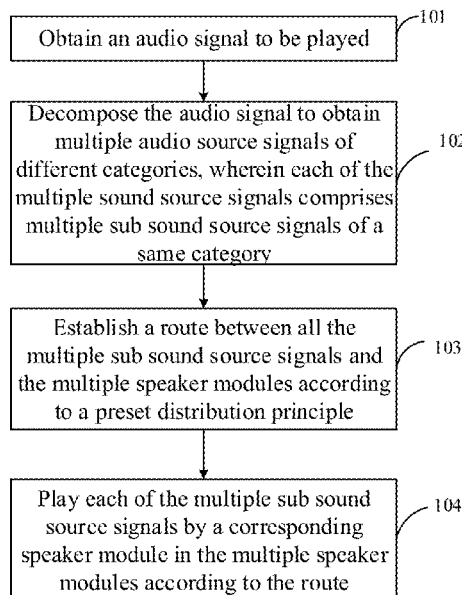 101
Obtain an audio signal to be played
102
Decompose the audio signal to obtain
multiple audio source signals of
different categories, wherein each of the
multiple sound source signals comprises
multiple sub sound source signals of a
same category
103
Establish a route between all the
multiple sub sound source signals and
the multiple speaker modules according
to a preset distribution principle
104
Play each of the multiple sub sound
source signals by a corresponding
speaker module in the multiple speaker
modules according to the route